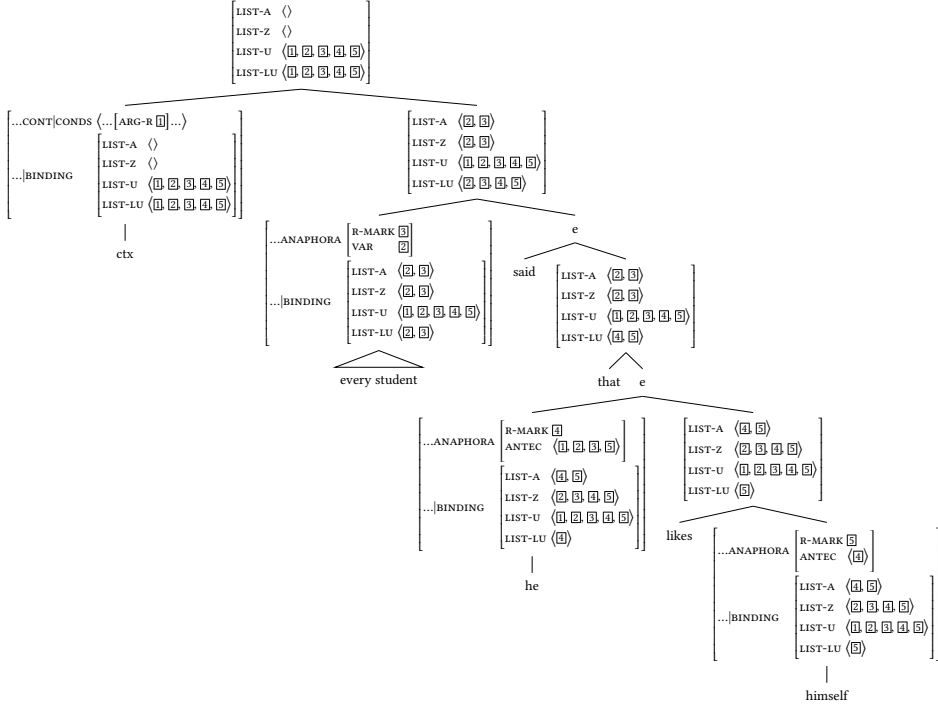 LIST-A ⟨⟩
LIST-Z ⟨⟩
LIST-U ⟨1, 2, 3, 4, 5⟩
LIST-LU ⟨1, 2, 3, 4, 5⟩
...CONT|CONDS ⟨...[ARG-R 1]...⟩
...|BINDING
LIST-A ⟨⟩
LIST-Z ⟨⟩
LIST-U ⟨1, 2, 3, 4, 5⟩
LIST-LU ⟨1, 2, 3, 4, 5⟩
ctx
LIST-A ⟨2, 3⟩
LIST-Z ⟨2, 3⟩
LIST-U ⟨1, 2, 3, 4, 5⟩
LIST-LU ⟨2, 3, 4, 5⟩
...ANAPHORA
R-MARK 3
VAR 2
...|BINDING
LIST-A ⟨2, 3⟩
LIST-Z ⟨2, 3⟩
LIST-U ⟨1, 2, 3, 4, 5⟩
LIST-LU ⟨2, 3⟩
every student
e
said
LIST-A ⟨2, 3⟩
LIST-Z ⟨2, 3⟩
LIST-U ⟨1, 2, 3, 4, 5⟩
LIST-LU ⟨4, 5⟩
that e
...ANAPHORA
R-MARK 4
ANTEC ⟨1, 2, 3, 5⟩
...|BINDING
LIST-A ⟨4, 5⟩
LIST-Z ⟨2, 3, 4, 5⟩
LIST-U ⟨1, 2, 3, 4, 5⟩
LIST-LU ⟨4⟩
he
LIST-A ⟨4, 5⟩
LIST-Z ⟨2, 3, 4, 5⟩
LIST-U ⟨1, 2, 3, 4, 5⟩
LIST-LU ⟨5⟩
likes
...ANAPHORA
R-MARK 5
ANTEC ⟨4⟩
...|BINDING
LIST-A ⟨4, 5⟩
LIST-Z ⟨2, 3, 4, 5⟩
LIST-U ⟨1, 2, 3, 4, 5⟩
LIST-LU ⟨5⟩
himself